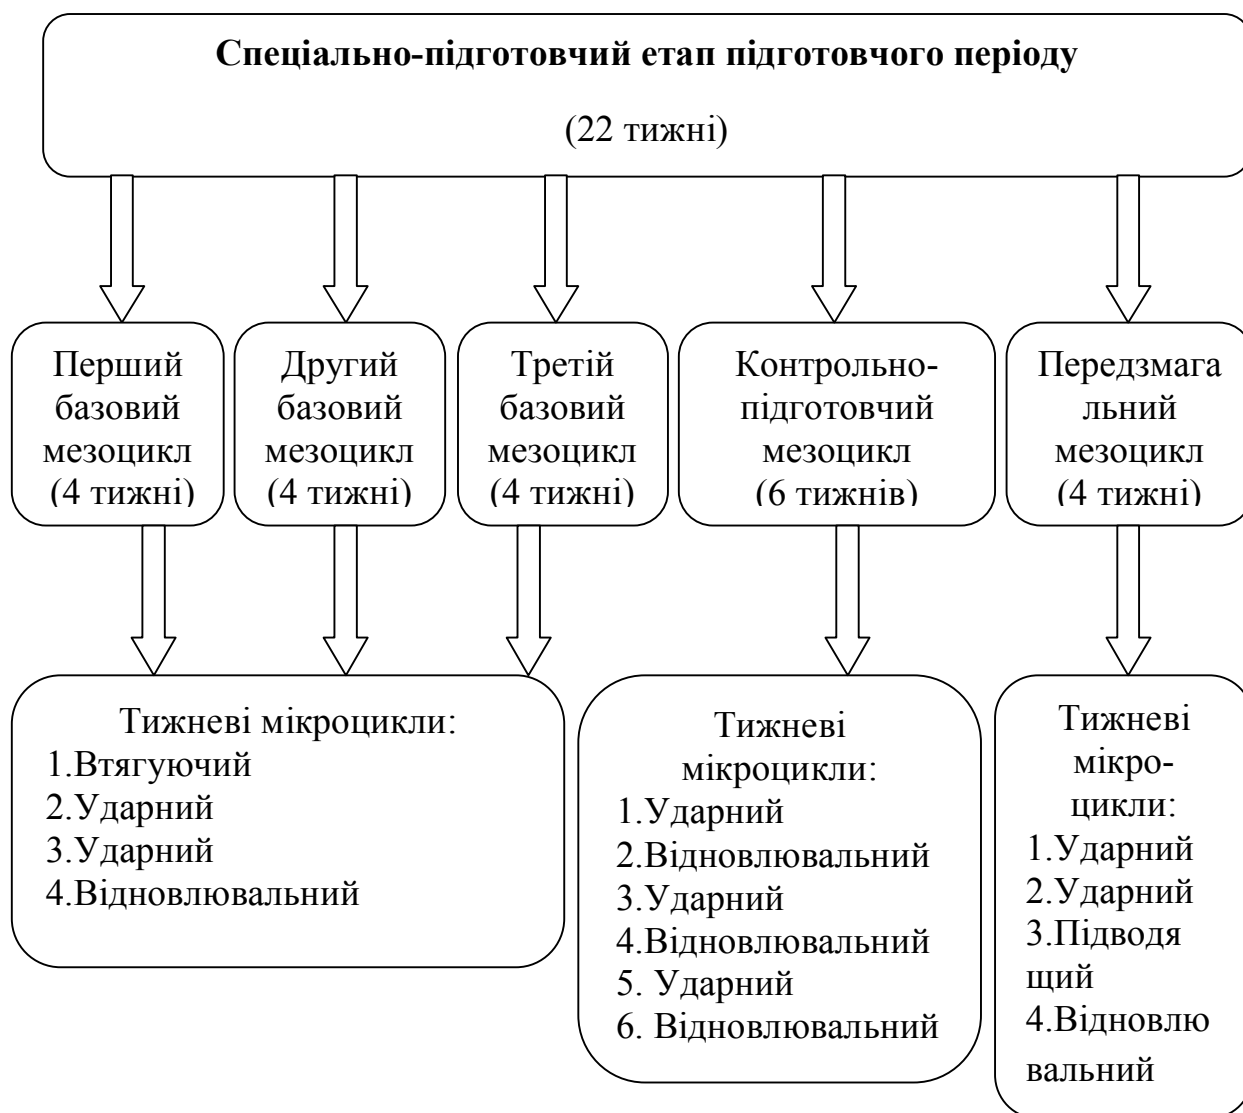 Спеціально-підготовчий етап підготовчого періоду
(22 тижні)
Перший
базовий
мезоцикл
(4 тижні)
Другий
базовий
мезоцикл
(4 тижні)
Третій
базовий
мезоцикл
(4 тижні)
Контрольно-
підготовчий
мезоцикл
(6 тижнів)
Передзмага
льний
мезоцикл
(4 тижні)
Тижневі мікроцикли:
1.Втягуючий
2.Ударний
3.Ударний
4.Відновлювальний
Тижневі
мікроцикли:
1.Ударний
2.Відновлювальний
3.Ударний
4.Відновлювальний
5. Ударний
6. Відновлювальний
Тижневі
мікро-
цикли:
1.Ударний
2.Ударний
3.Підводя
щий
4.Відновлю
вальний